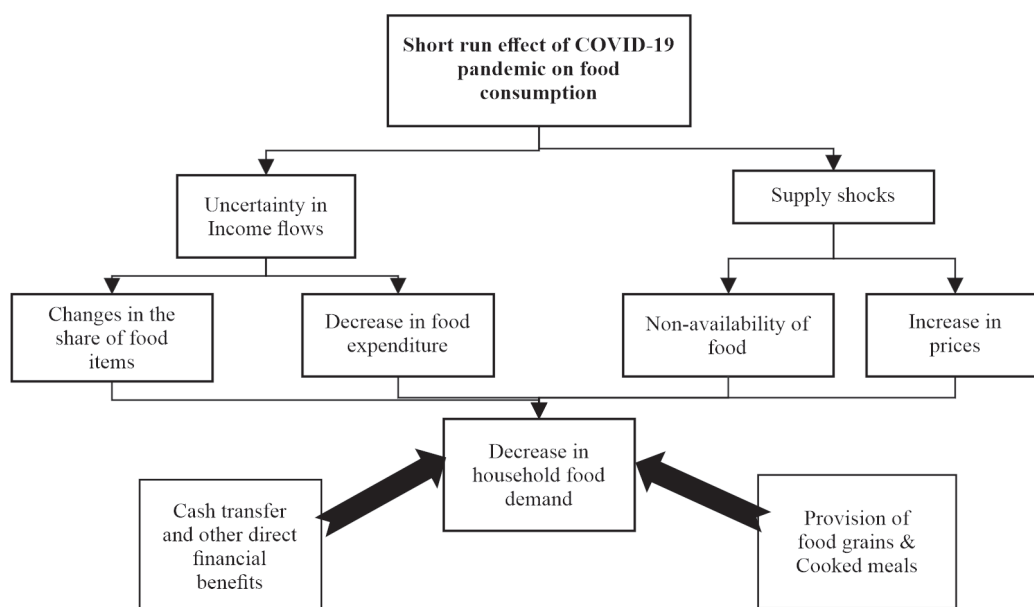 Short run effect of COVID-19
pandemic on food
consumption
Uncertainty in
Income flows
Supply shocks
Changes in the
share of food
items
Decrease in food
expenditure
Non-availability of
food
Increase in
prices
Decrease in
household food
demand
Cash transfer
and other direct
financial
benefits
Provision of
food grains &
Cooked meals